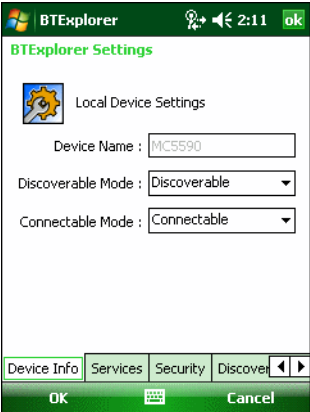 BTExplorer 2:11 ok
BTExplorer Settings
Local Device Settings
Device Name : MC5590
Discoverable Mode : Discoverable
Connectable Mode : Connectable
Device Info Services Security Discover
OK Cancel